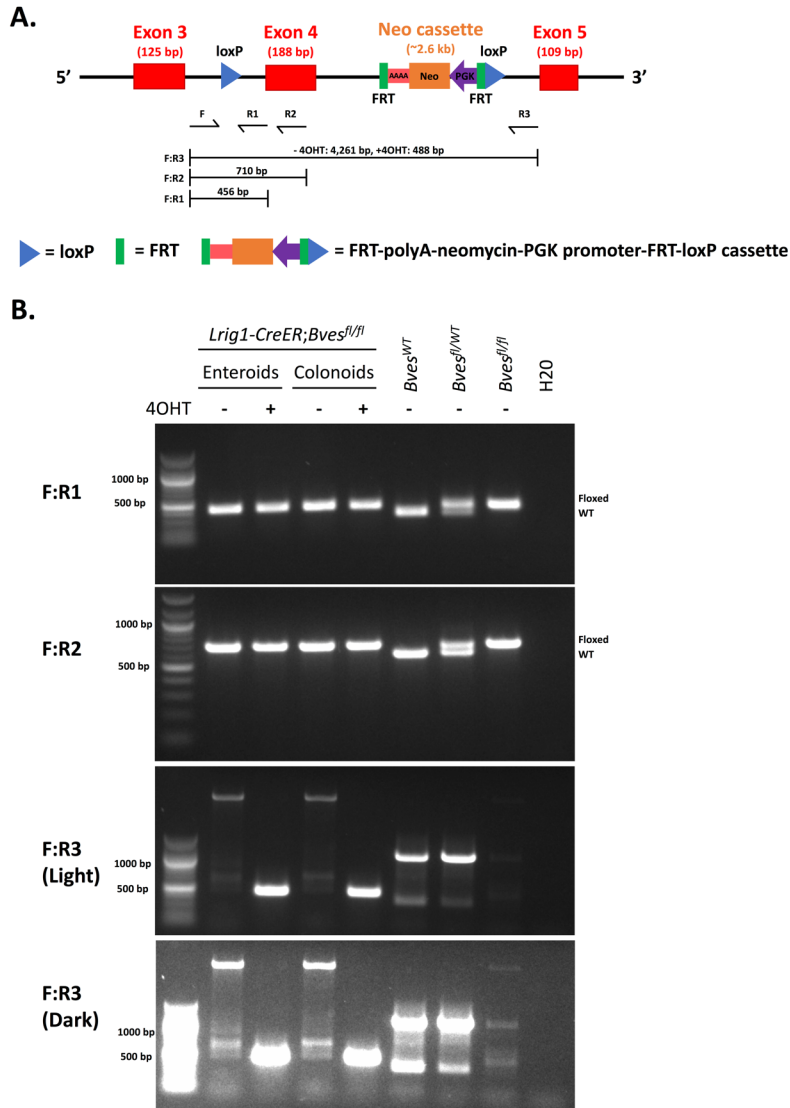 A.
Exon 3
(125 bp)
loxP
Exon 4
(188 bp)
Neo cassette
(~2.6 kb)
loxP
Exon 5
(109 bp)
5’
AAAA
Neo
PGK
3’
FRT
FRT
F
R1
R2
R3
F:R3
- 4OHT: 4,261 bp, +4OHT: 488 bp
F:R2
710 bp
F:R1
456 bp
= loxP
= FRT
= FRT-polyA-neomycin-PGK promoter-FRT-loxP cassette
B.
Lrig1-CreER;Bves fl/fl
Enteroids
Colonoids
Bves WT
Bves fl/WT
Bves fl/fl
H20
4OHT - + - + - - -
F:R1
1000 bp
500 bp
Floxed
WT
F:R2
1000 bp
500 bp
Floxed
WT
F:R3
(Light)
1000 bp
500 bp
F:R3
(Dark)
1000 bp
500 bp